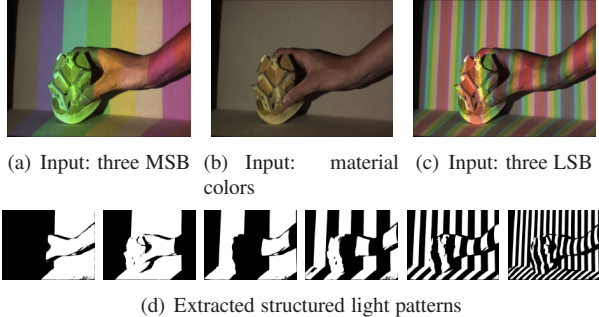 (a) Input: three MSB
(b) Input: material colors
(c) Input: three LSB
(d) Extracted structured light patterns